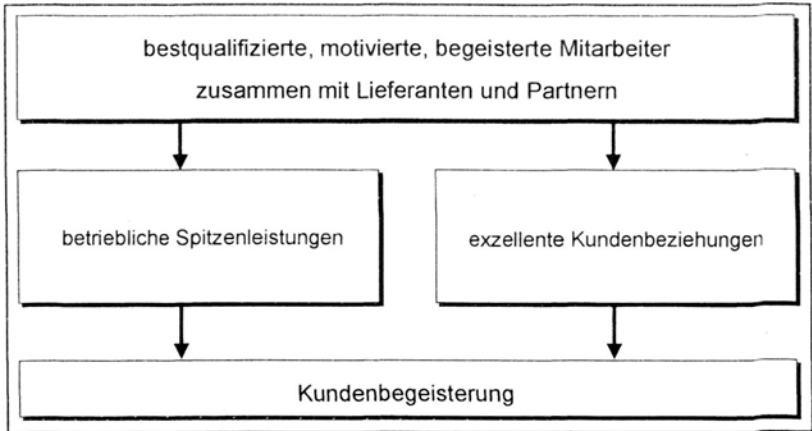 bestqualifizierte, motivierte, begeisterte Mitarbeiter
zusammen mit Lieferanten und Partnern
betriebliche Spitzenleistungen
exzellente Kundenbeziehungen
Kundenbegeisterung